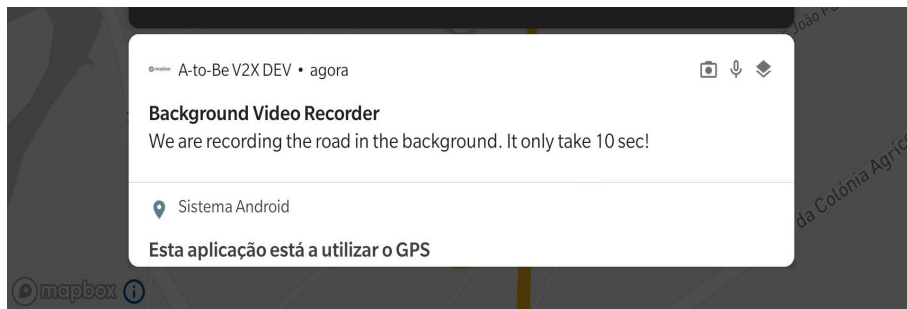 João
A-to-Be V2X DEV • agora
Background Video Recorder
We are recording the road in the background. It only take 10 sec!
da Colónia Agríc
Sistema Android
Esta aplicação está a utilizar o GPS
mapbox